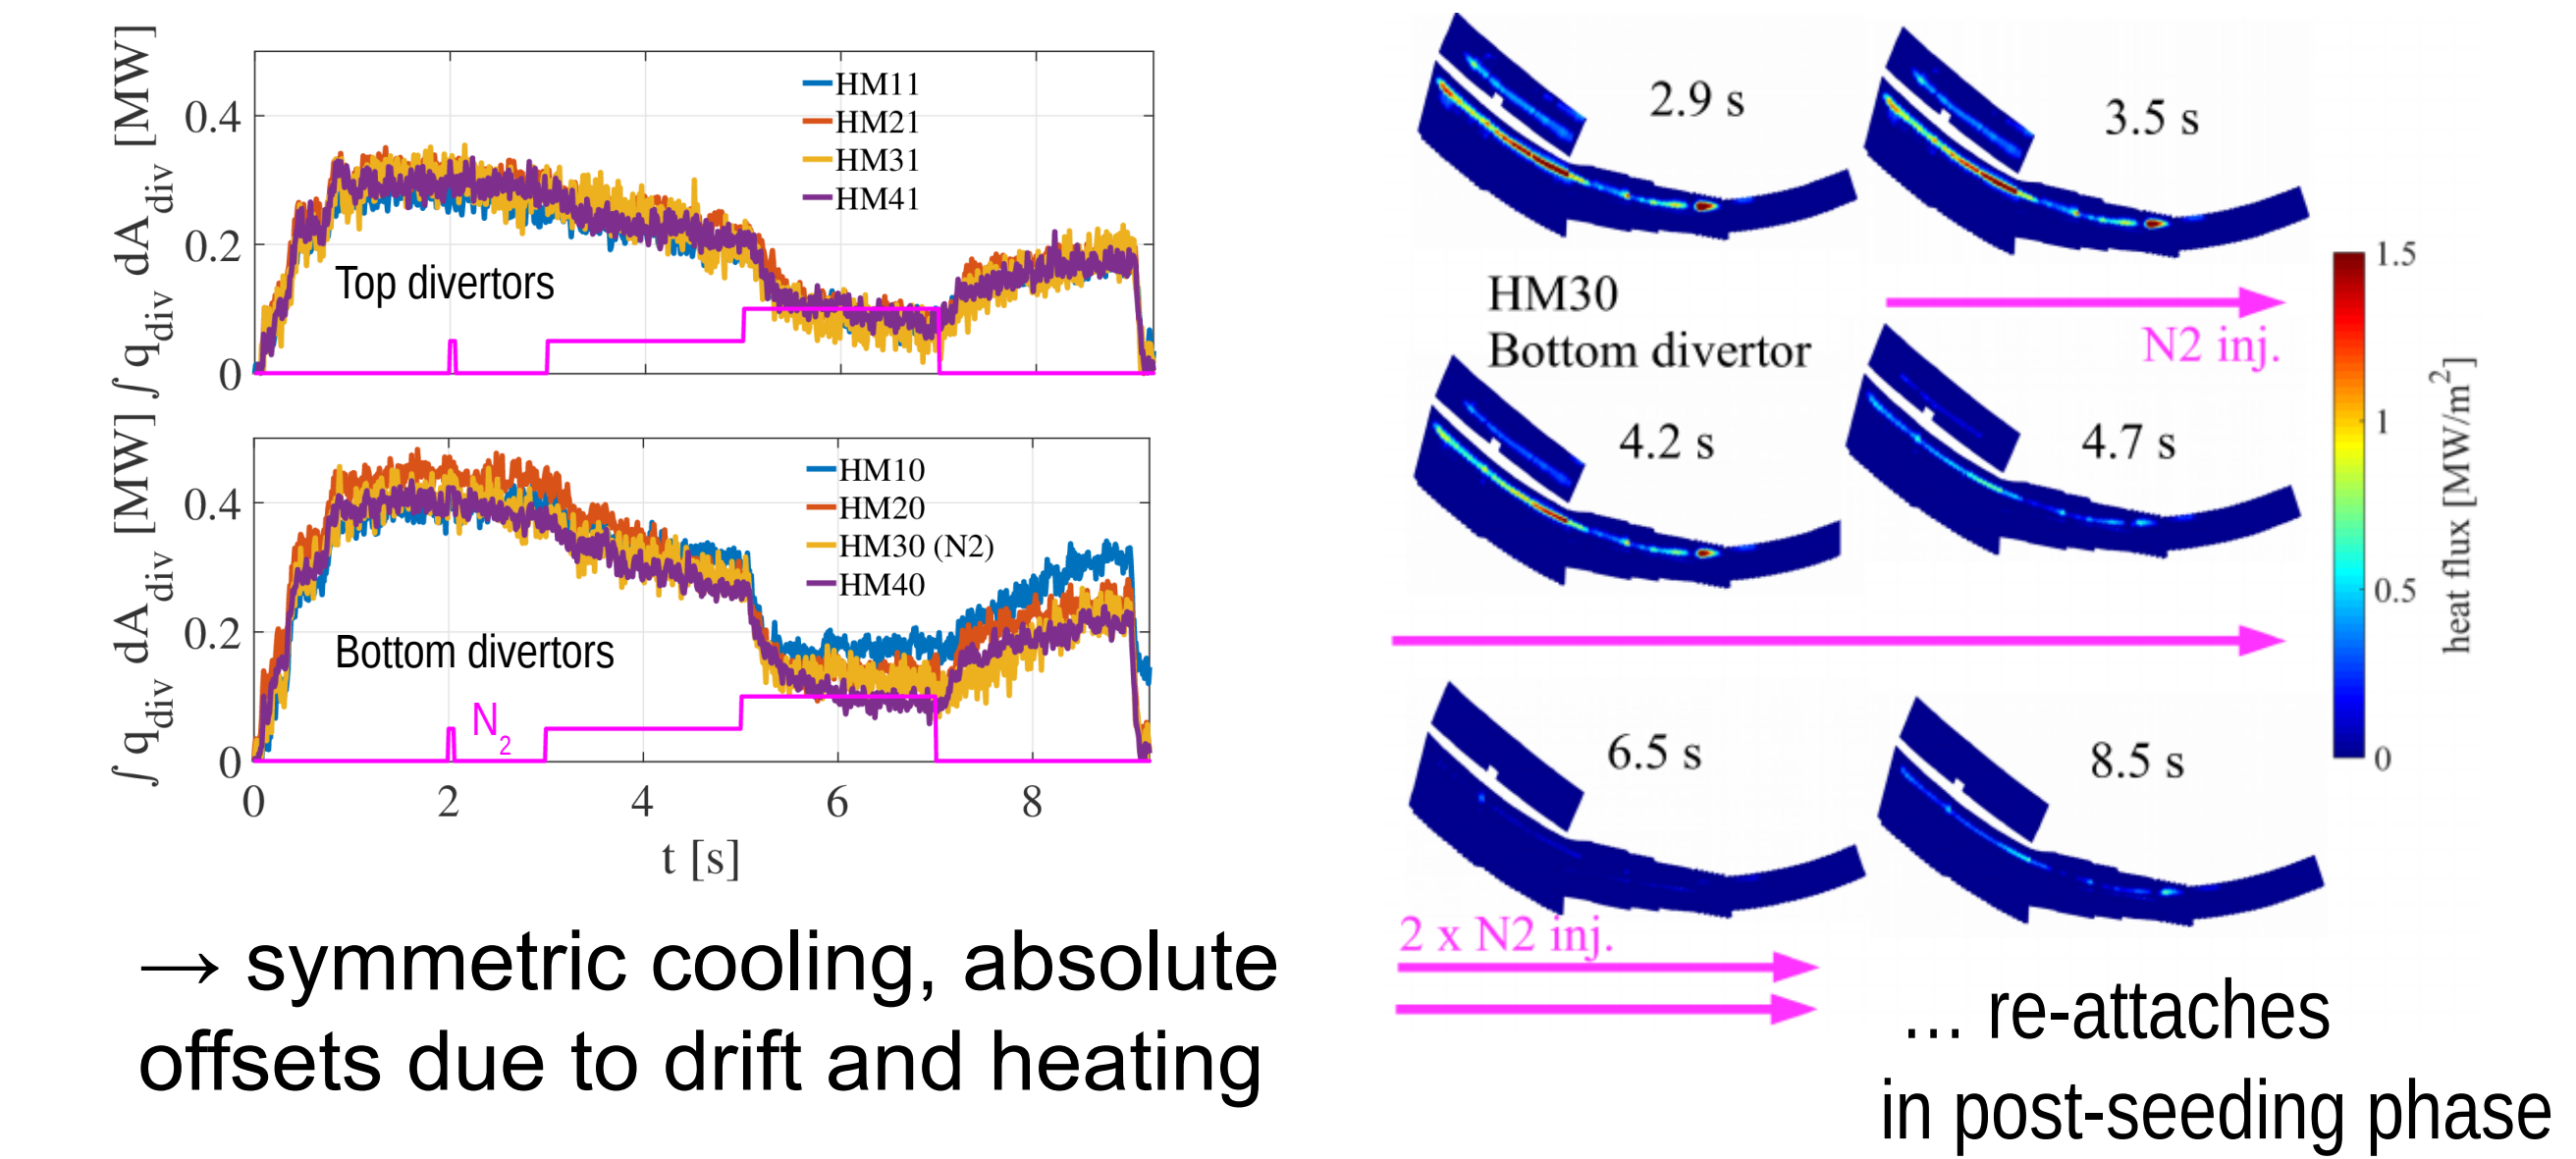 ∫ q_div dA_div [MW]
0.4
0.2
0
HM11
HM21
HM31
HM41
Top divertors
∫ q_div dA_div [MW]
0.4
0.2
0
HM10
HM20
HM30 (N2)
HM40
Bottom divertors
N₂
0 2 4 6 8
t [s]
→ symmetric cooling, absolute
offsets due to drift and heating
2.9 s
3.5 s
HM30
Bottom divertor
N2 inj.
4.2 s
4.7 s
6.5 s
8.5 s
2 x N2 inj.
1.5
1
0.5
0
heat flux [MW/m²]
... re-attaches
in post-seeding phase